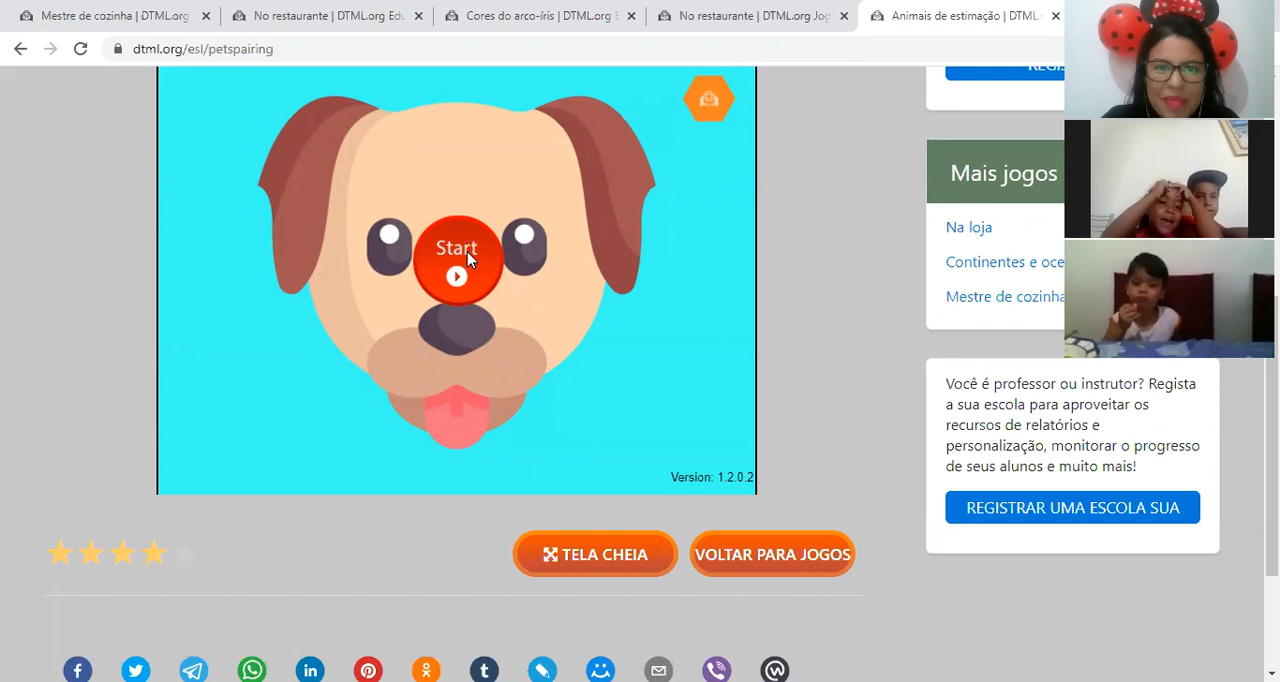 Mestre de cozinha | DTML.org
No restaurante | DTML.org Edu
Cores do arco-íris | DTML.org E
No restaurante | DTML.org Jog
Animais de estimação | DTML.
dtml.org/esl/petspairing
Start
Version: 1.2.0.2
TELA CHEIA
VOLTAR PARA JOGOS
Mais jogos
Na loja
Continentes e oce
Mestre de cozinha
Você é professor ou instrutor? Regista
a sua escola para aproveitar os
recursos de relatórios e
personalização, monitorar o progresso
de seus alunos e muito mais!
REGISTRAR UMA ESCOLA SUA